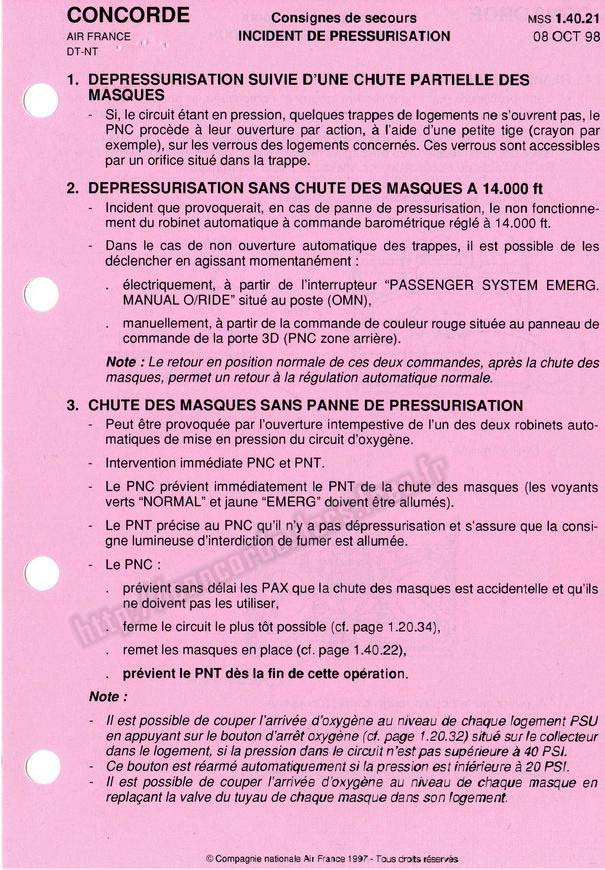 CONCORDE
Consignes de secours
MSS 1.40.21
AIR FRANCE
INCIDENT DE PRESSURISATION
08 OCT 98
DT-NT
1. DEPRESSURISATION SUIVIE D'UNE CHUTE PARTIELLE DES
MASQUES
- Si, le circuit étant en pression, quelques trappes de logements ne s'ouvrent pas, le
PNC procède à leur ouverture par action, à l'aide d'une petite tige (crayon par
exemple), sur les verrous des logements concernés. Ces verrous sont accessibles
par un orifice situé dans la trappe.
2. DEPRESSURISATION SANS CHUTE DES MASQUES A 14.000 ft
- Incident que provoquerait, en cas de panne de pressurisation, le non fonctionne-
ment du robinet automatique à commande barométrique réglé à 14.000 ft.
- Dans le cas de non ouverture automatique des trappes, il est possible de les
déclencher en agissant momentanément :
. électriquement, à partir de l'interrupteur "PASSENGER SYSTEM EMERG.
MANUAL O/RIDE" situé au poste (OMN),
. manuellement, à partir de la commande de couleur rouge située au panneau de
commande de la porte 3D (PNC zone arrière).
Note : Le retour en position normale de ces deux commandes, après la chute des
masques, permet un retour à la régulation automatique normale.
3. CHUTE DES MASQUES SANS PANNE DE PRESSURISATION
- Peut être provoquée par l'ouverture intempestive de l'un des deux robinets auto-
matiques de mise en pression du circuit d'oxygène.
- Intervention immédiate PNC et PNT.
- Le PNC prévient immédiatement le PNT de la chute des masques (les voyants
verts "NORMAL" et jaune "EMERG" doivent être allumés).
- Le PNT précise au PNC qu'il n'y a pas dépressurisation et s'assure que la consi-
gne lumineuse d'interdiction de fumer est allumée.
- Le PNC :
. prévient sans délai les PAX que la chute des masques est accidentelle et qu'ils
ne doivent pas les utiliser,
. ferme le circuit le plus tôt possible (cf. page 1.20.34),
. remet les masques en place (cf. page 1.40.22),
. prévient le PNT dès la fin de cette opération.
Note :
- Il est possible de couper l'arrivée d'oxygène au niveau de chaque logement PSU
en appuyant sur le bouton d'arrêt oxygène (cf. page 1.20.32) situé sur le collecteur
dans le logement, si la pression dans le circuit n'est pas supérieure à 40 PSI.
- Ce bouton est réarmé automatiquement si la pression est inférieure à 20 PSI.
- Il est possible de couper l'arrivée d'oxygène au niveau de chaque masque en
replaçant la valve du tuyau de chaque masque dans son logement.
© Compagnie nationale Air France 1997 - Tous droits réservés